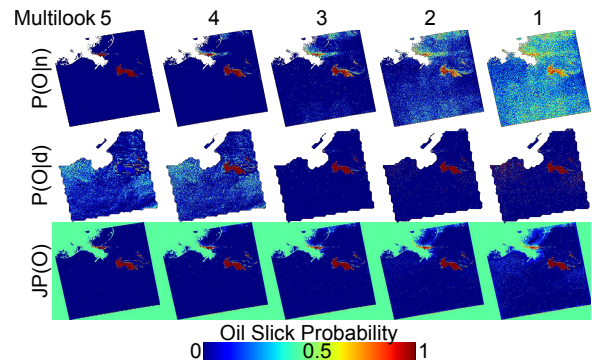 Multilook 5 4 3 2 1
P(O|n)
P(O|d)
JP(O)
Oil Slick Probability
0 0.5 1